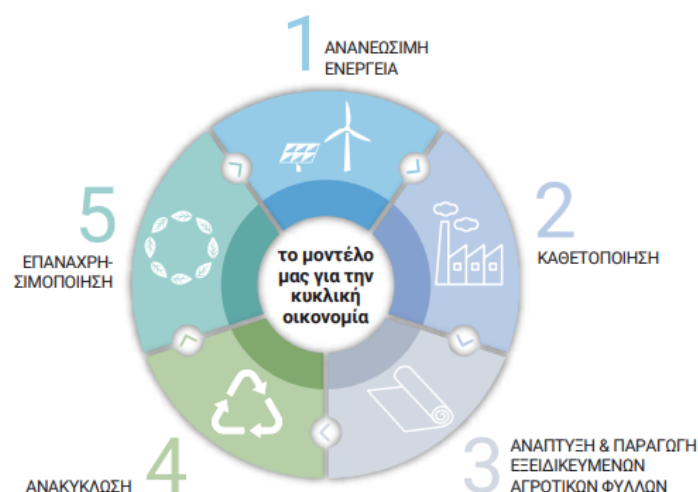 1
ΑΝΑΝΕΩΣΙΜΗ
ΕΝΕΡΓΕΙΑ
2
ΚΑΘΕΤΟΠΟΙΗΣΗ
3
ΑΝΑΠΤΥΞΗ & ΠΑΡΑΓΩΓΗ
ΕΞΕΙΔΙΚΕΥΜΕΝΩΝ
ΑΓΡΟΤΙΚΩΝ ΦΥΛΛΩΝ
4
ΑΝΑΚΥΚΛΩΣΗ
5
ΕΠΑΝΑΧΡΗ-
ΣΙΜΟΠΟΙΗΣΗ
το μοντέλο
μας για την
κυκλική
οικονομία